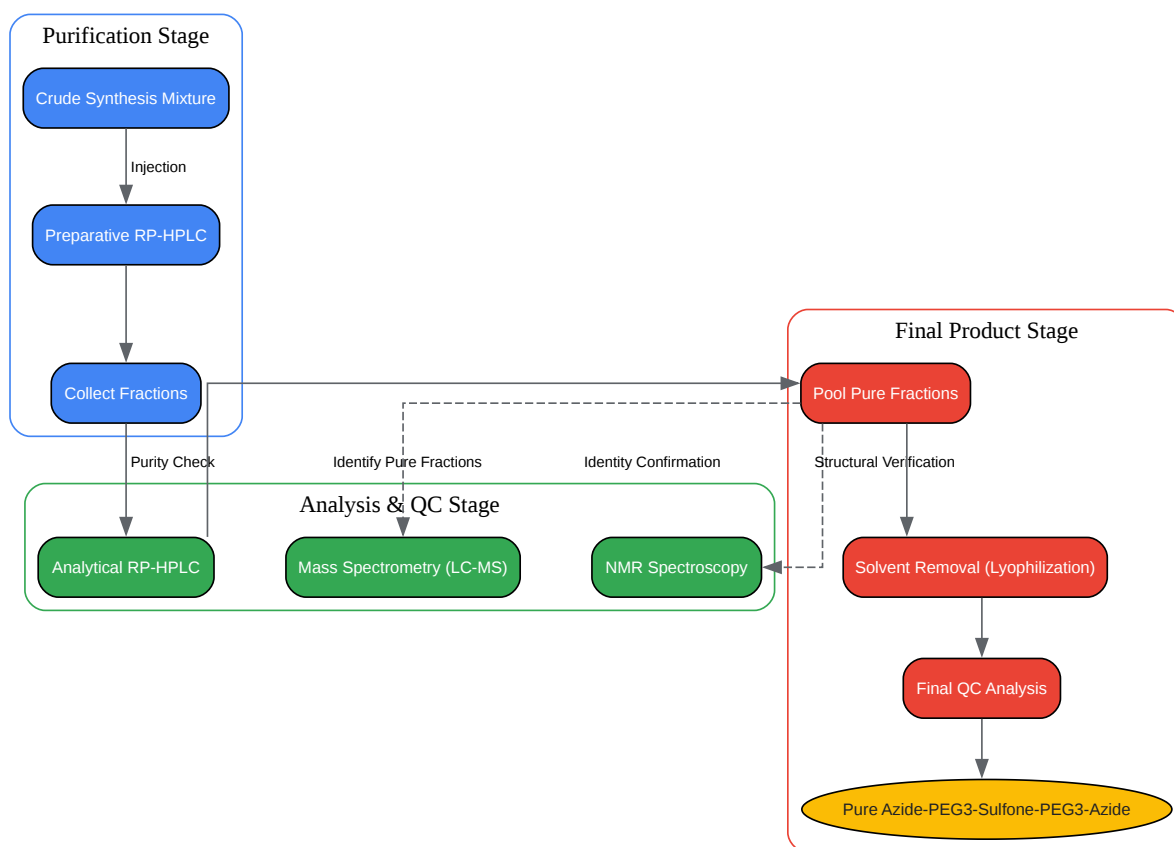 Purification Stage
Crude Synthesis Mixture
Injection
Preparative RP-HPLC
Collect Fractions
Final Product Stage
Pool Pure Fractions
Purity Check
Identify Pure Fractions
Identity Confirmation
Structural Verification
Analysis & QC Stage
Analytical RP-HPLC
Mass Spectrometry (LC-MS)
NMR Spectroscopy
Solvent Removal (Lyophilization)
Final QC Analysis
Pure Azide-PEG3-Sulfone-PEG3-Azide